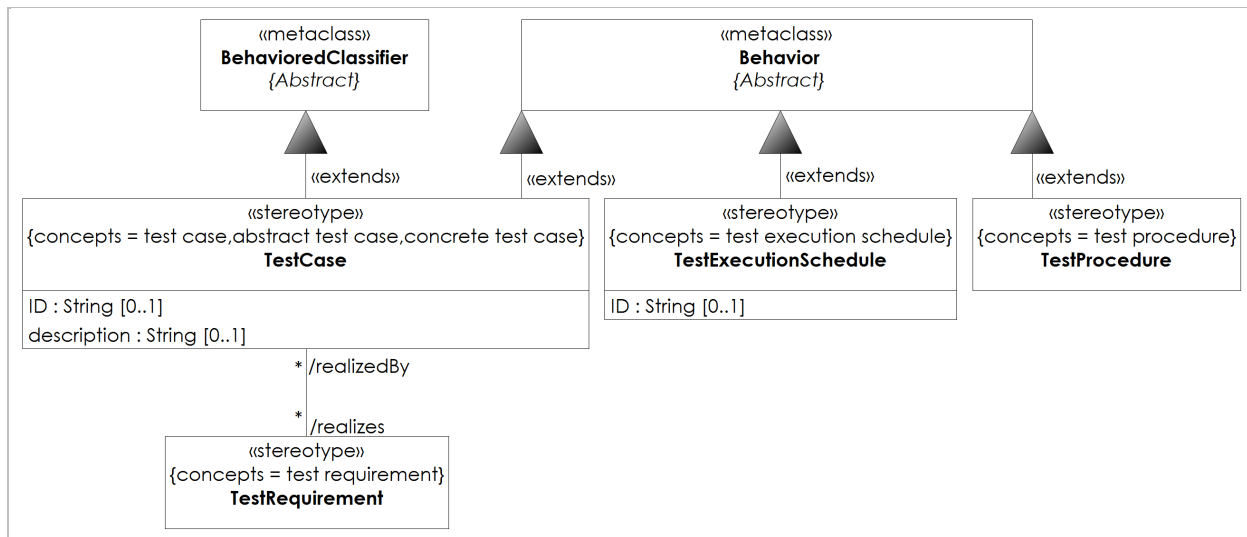 «metaclass»
BehavioredClassifier
{Abstract}
«metaclass»
Behavior
{Abstract}
«extends»
«extends»
«extends»
«extends»
«stereotype»
{concepts = test case,abstract test case,concrete test case}
TestCase
ID : String [0..1]
description : String [0..1]
«stereotype»
{concepts = test execution schedule}
TestExecutionSchedule
ID : String [0..1]
«stereotype»
{concepts = test procedure}
TestProcedure
* /realizedBy
* /realizes
«stereotype»
{concepts = test requirement}
TestRequirement